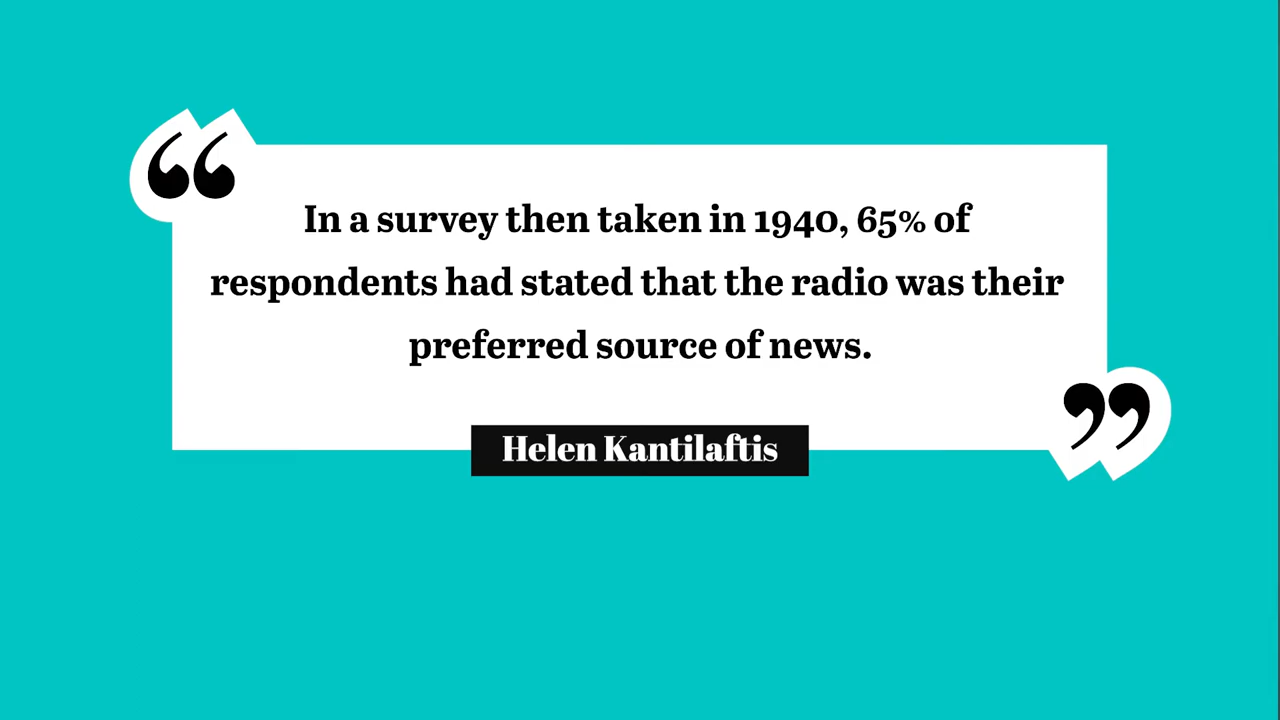 “
In a survey then taken in 1940, 65% of
respondents had stated that the radio was their
preferred source of news.
”
Helen Kantilaftis